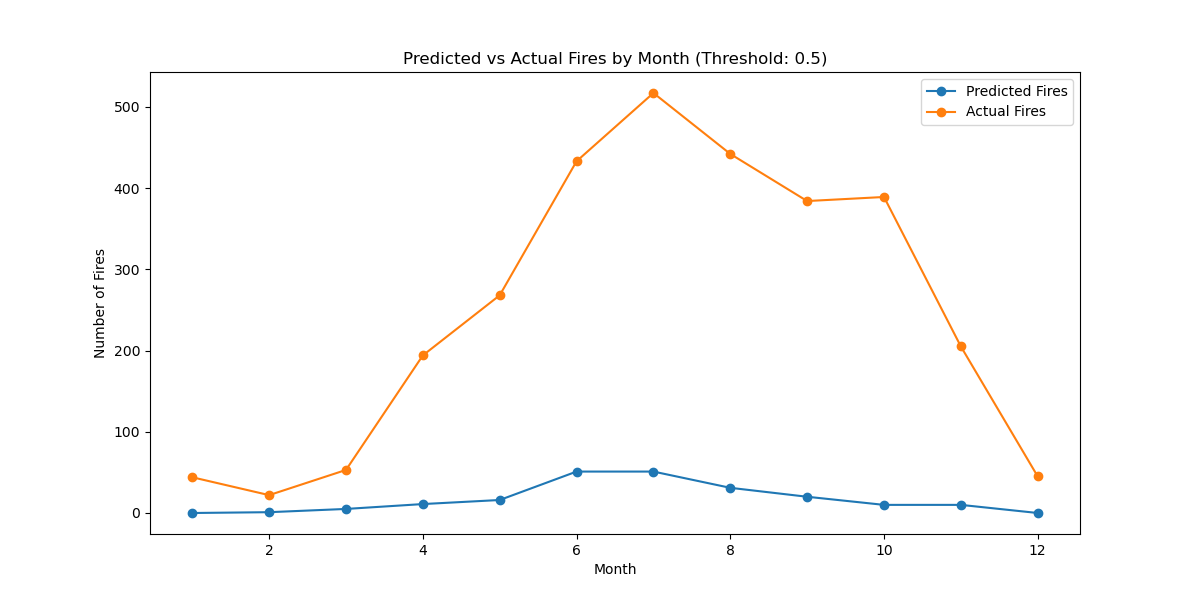 Predicted vs Actual Fires by Month (Threshold: 0.5)
Predicted Fires
Actual Fires
Number of Fires
500
400
300
200
100
0
2 4 6 8 10 12
Month